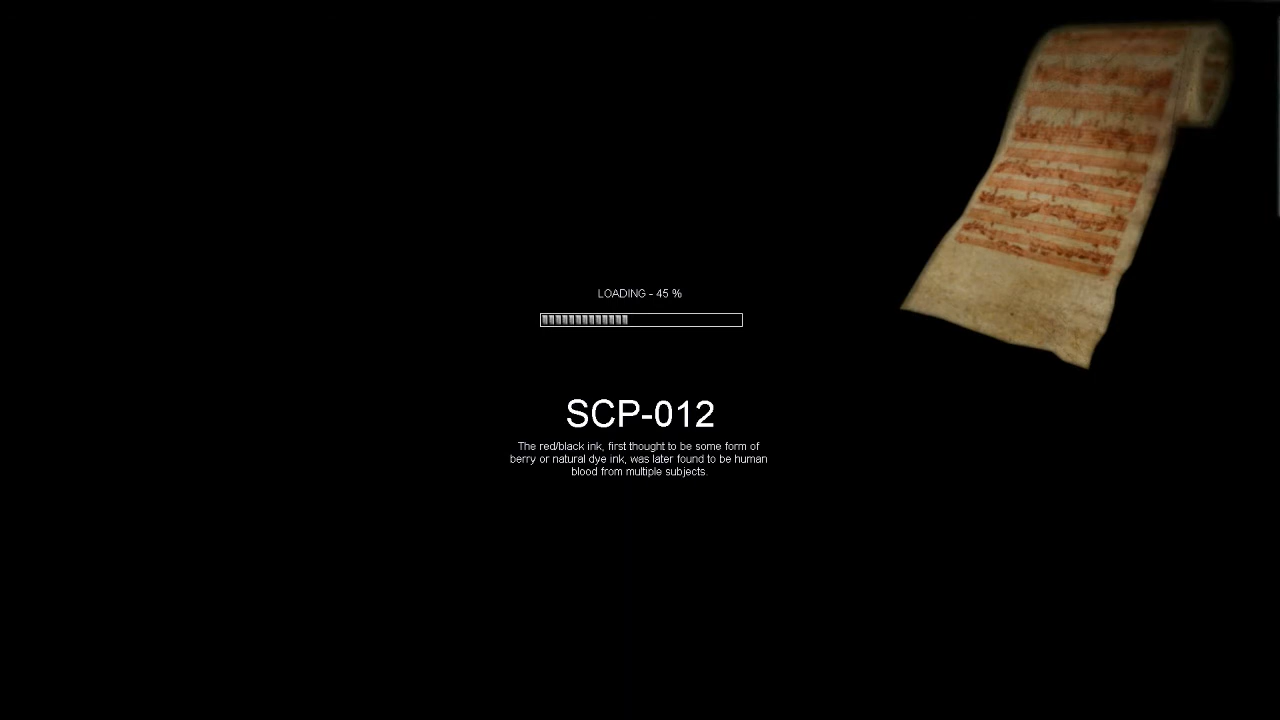 LOADING - 45 %
SCP-012
The red/black ink, first thought to be some form of
berry or natural dye ink, was later found to be human
blood from multiple subjects.